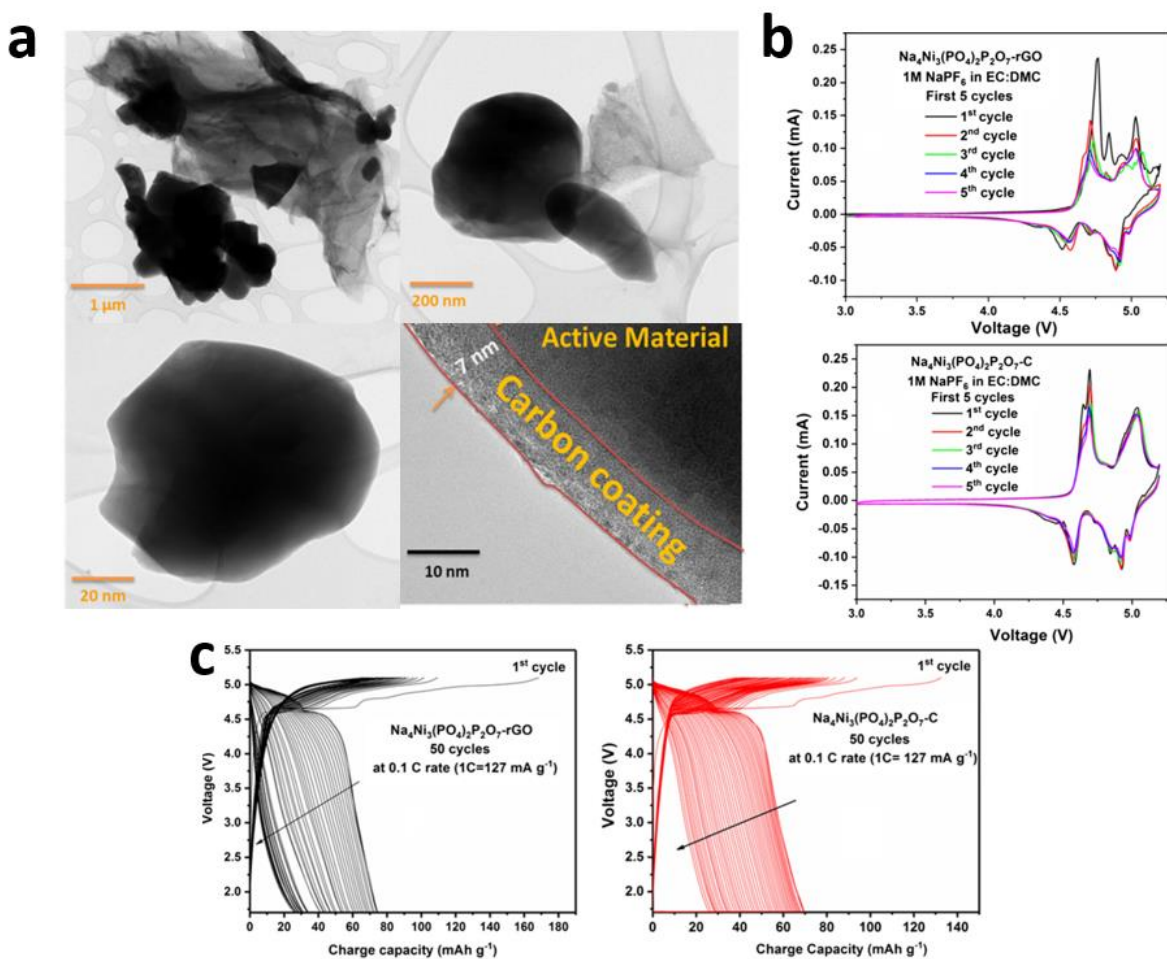 a
1 µm
200 nm
20 nm
10 nm
7 nm
Carbon coating
Active Material
b
Na₄Ni₃(PO₄)₂P₂O₇-rGO
1M NaPF₆ in EC:DMC
First 5 cycles
1ˢᵗ cycle
2ⁿᵈ cycle
3ʳᵈ cycle
4ᵗʰ cycle
5ᵗʰ cycle
0.25
0.20
0.15
0.10
0.05
0.00
-0.05
-0.10
Current (mA)
3.0 3.5 4.0 4.5 5.0
Voltage (V)
Na₄Ni₃(PO₄)₂P₂O₇-C
1M NaPF₆ in EC:DMC
First 5 cycles
1ˢᵗ cycle
2ⁿᵈ cycle
3ʳᵈ cycle
4ᵗʰ cycle
5ᵗʰ cycle
0.25
0.20
0.15
0.10
0.05
0.00
-0.05
-0.10
-0.15
Current (mA)
3.0 3.5 4.0 4.5 5.0
Voltage (V)
c
1ˢᵗ cycle
Na₄Ni₃(PO₄)₂P₂O₇-rGO
50 cycles
at 0.1 C rate (1C=127 mA g⁻¹)
5.5
5.0
4.5
4.0
3.5
3.0
2.5
2.0
Voltage (V)
0 20 40 60 80 100 120 140 160 180
Charge capacity (mAh g⁻¹)
1ˢᵗ cycle
Na₄Ni₃(PO₄)₂P₂O₇-C
50 cycles
at 0.1 C rate (1C= 127 mA g⁻¹)
5.5
5.0
4.5
4.0
3.5
3.0
2.5
2.0
Voltage (V)
0 20 40 60 80 100 120 140
Charge Capacity (mAh g⁻¹)